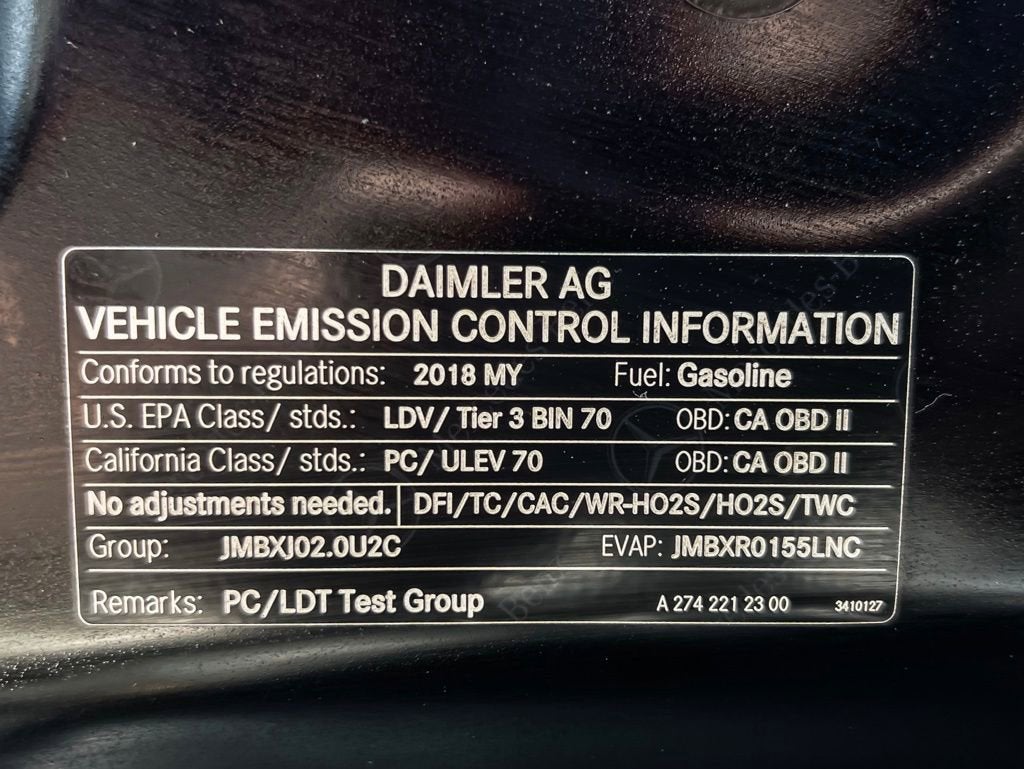 DAIMLER AG
VEHICLE EMISSION CONTROL INFORMATION
Conforms to regulations: 2018 MY Fuel: Gasoline
U.S. EPA Class/ stds.: LDV/ Tier 3 BIN 70 OBD: CA OBD II
California Class/ stds.: PC/ ULEV 70 OBD: CA OBD II
No adjustments needed. DFI/TC/CAC/WR-HO2S/HO2S/TWC
Group: JMBXJ02.0U2C EVAP: JMBXR0155LNC
Remarks: PC/LDT Test Group A 274 221 23 00 3410127